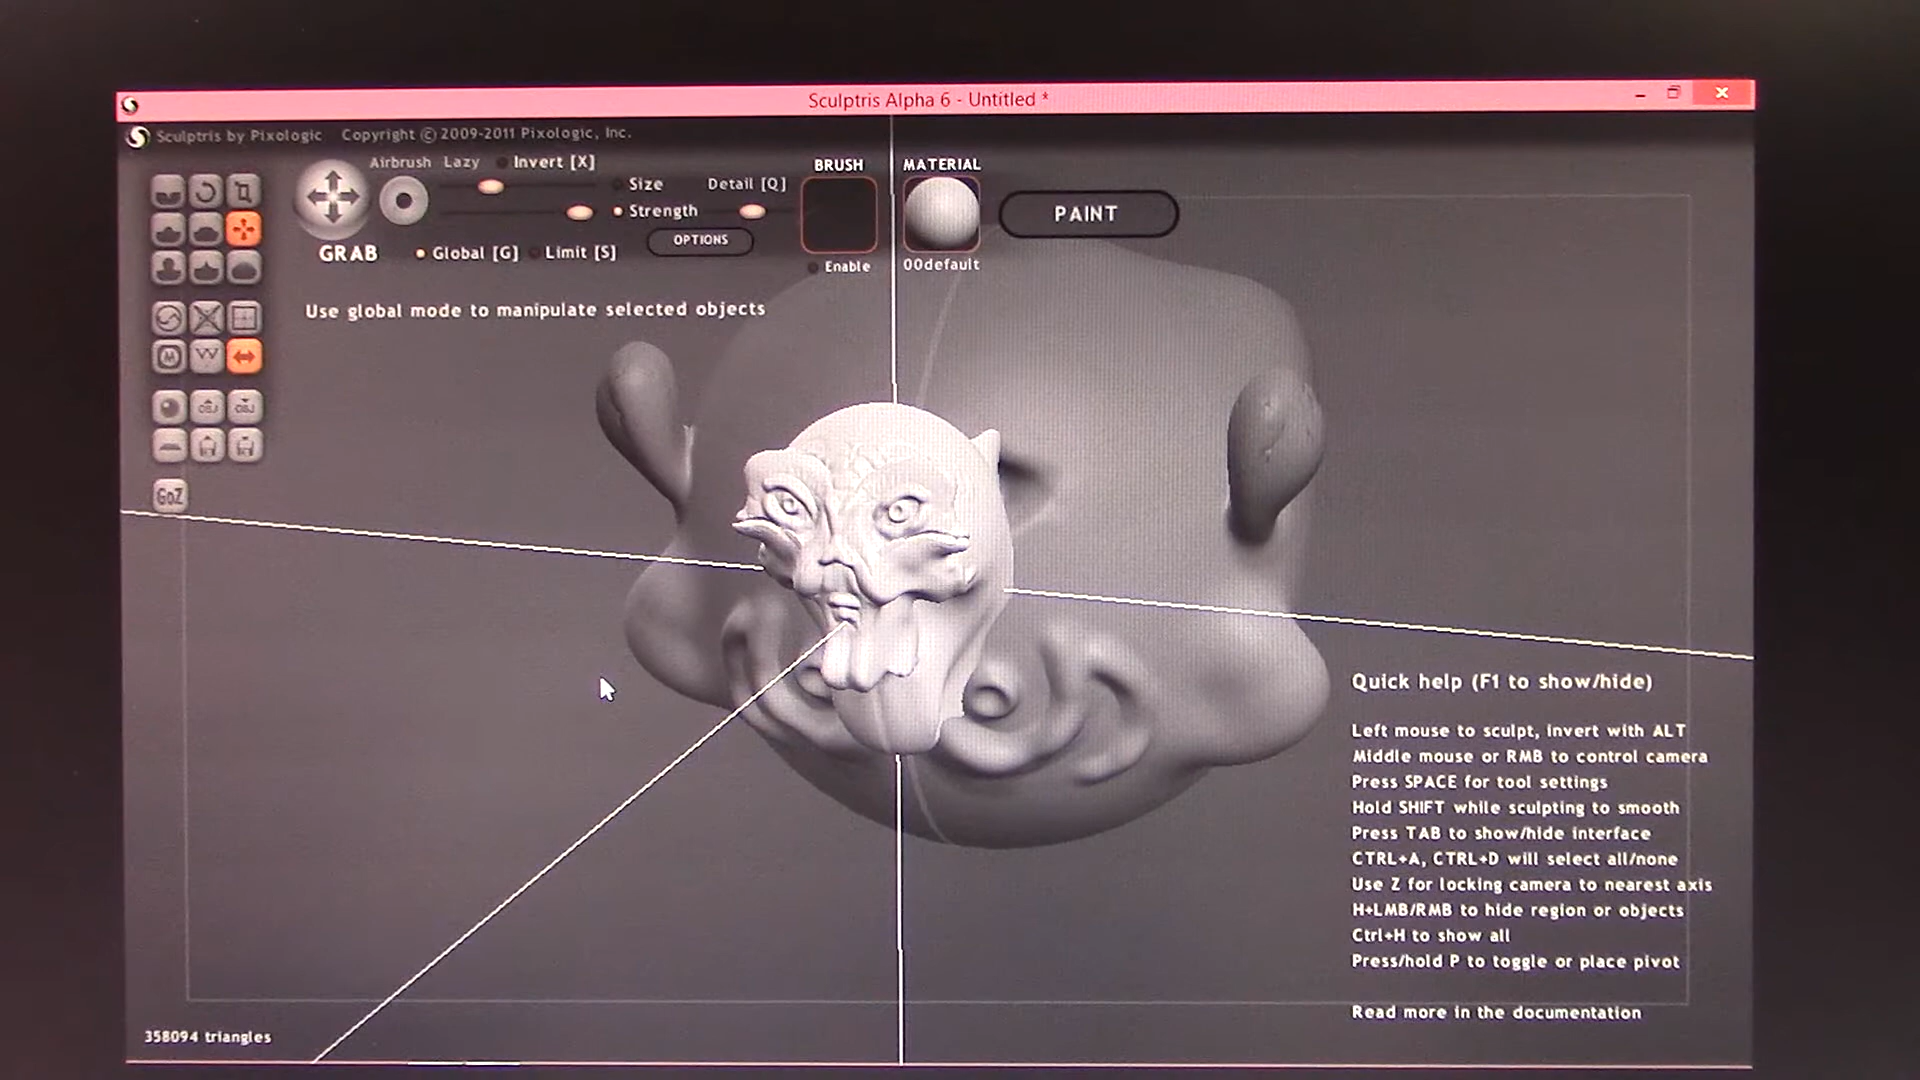 Sculptris Alpha 6 - Untitled *
Sculptris by Pixologic Copyright © 2009-2011 Pixologic, Inc.
Airbrush Lazy Invert [X]
Size Detail [Q]
Strength
GRAB Global [G] Limit [S] OPTIONS
BRUSH
Enable
MATERIAL
00default
PAINT
Use global mode to manipulate selected objects
OBJ OBJ
GoZ
Quick help (F1 to show/hide)
Left mouse to sculpt, invert with ALT
Middle mouse or RMB to control camera
Press SPACE for tool settings
Hold SHIFT while sculpting to smooth
Press TAB to show/hide interface
CTRL+A, CTRL+D will select all/none
Use Z for locking camera to nearest axis
H+LMB/RMB to hide region or objects
Ctrl+H to show all
Press/hold P to toggle or place pivot
Read more in the documentation
358094 triangles